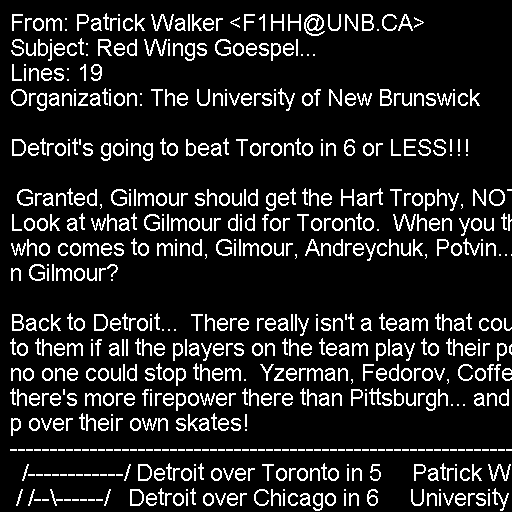 From: Patrick Walker <F1HH@UNB.CA>
Subject: Red Wings Goespel...
Lines: 19
Organization: The University of New Brunswick
Detroit's going to beat Toronto in 6 or LESS!!!
Granted, Gilmour should get the Hart Trophy, NOT
Look at what Gilmour did for Toronto.  When you th
who comes to mind, Gilmour, Andreychuk, Potvin...
n Gilmour?
Back to Detroit...  There really isn't a team that cou
to them if all the players on the team play to their po
no one could stop them.  Yzerman, Fedorov, Coffe
there's more firepower there than Pittsburgh... and
p over their own skates!
-----------------------------------------------------------------------
/------------/ Detroit over Toronto in 5     Patrick W
/ /--\------/   Detroit over Chicago in 6     University